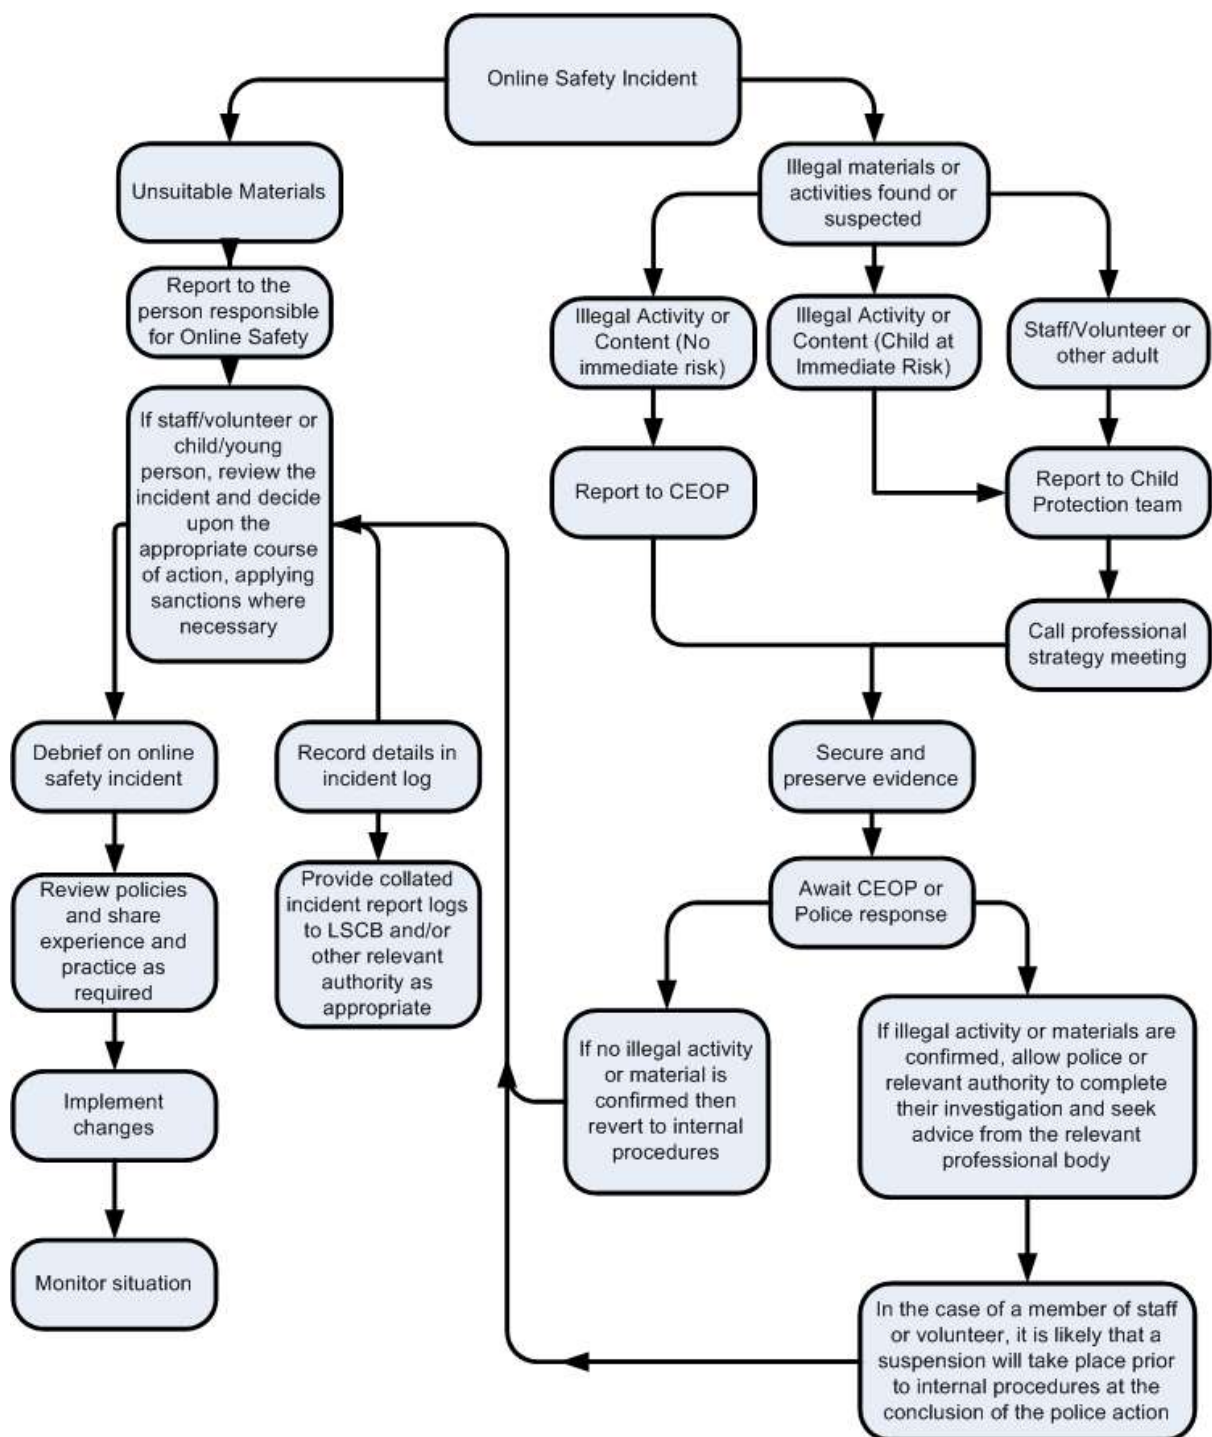 Online Safety Incident
Unsuitable Materials
Illegal materials or
activities found or
suspected
Report to the
person responsible
for Online Safety
Illegal Activity or
Content (No
immediate risk)
Illegal Activity or
Content (Child at
Immediate Risk)
Staff/Volunteer or
other adult
If staff/volunteer or
child/young
person, review the
incident and decide
upon the
appropriate course
of action, applying
sanctions where
necessary
Report to CEOP
Report to Child
Protection team
Call professional
strategy meeting
Debrief on online
safety incident
Record details in
incident log
Secure and
preserve evidence
Review policies
and share
experience and
practice as
required
Provide collated
incident report logs
to LSCB and/or
other relevant
authority as
appropriate
Await CEOP or
Police response
If no illegal activity
or material is
confirmed then
revert to internal
procedures
If illegal activity or materials are
confirmed, allow police or
relevant authority to complete
their investigation and seek
advice from the relevant
professional body
Implement
changes
Monitor situation
In the case of a member of staff
or volunteer, it is likely that a
suspension will take place prior
to internal procedures at the
conclusion of the police action